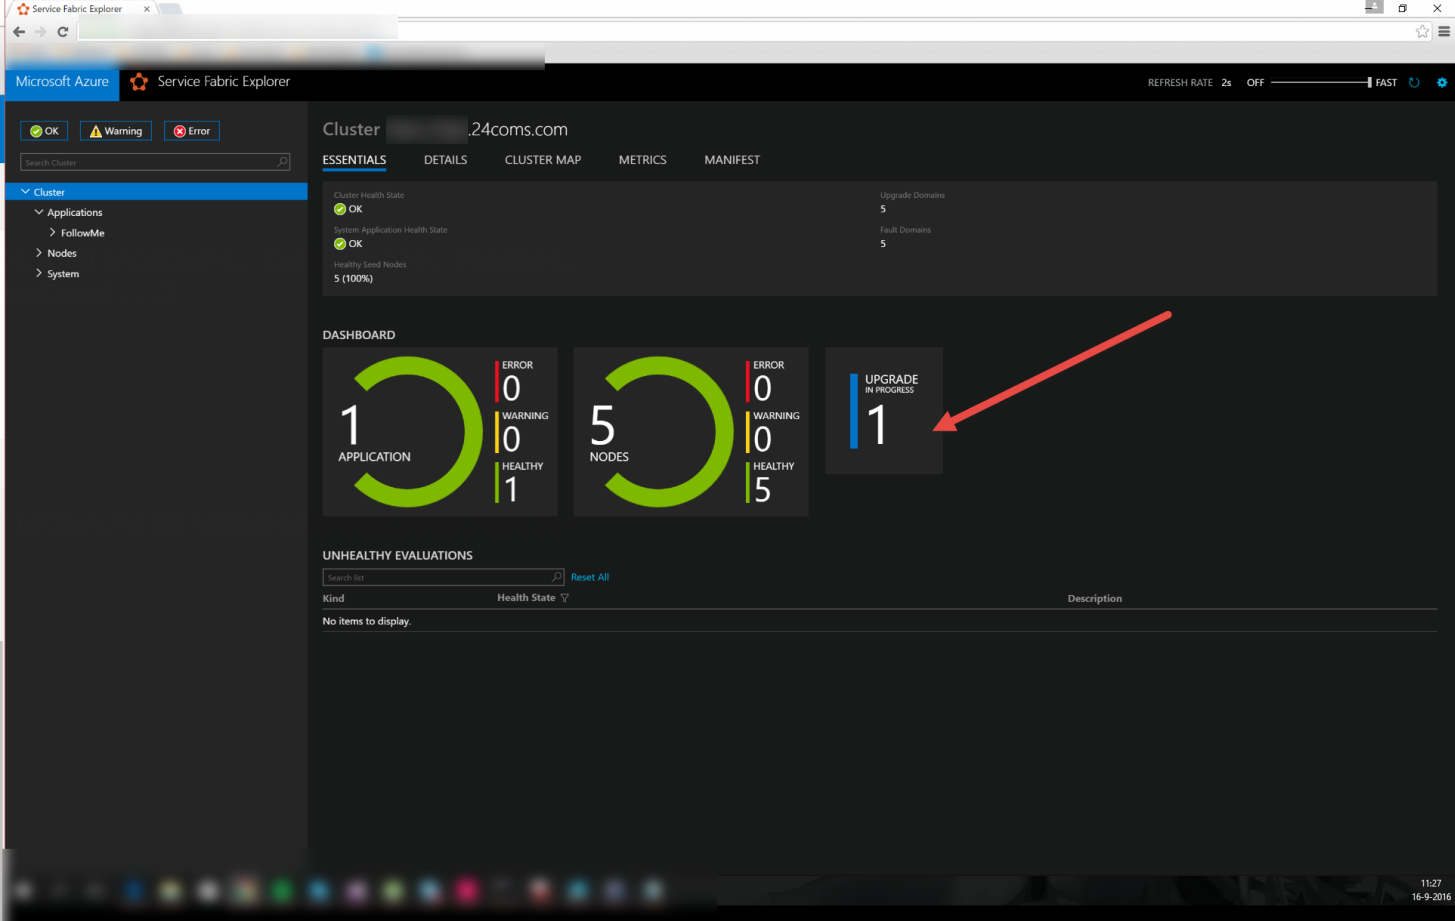 Service Fabric Explorer
Microsoft Azure
Service Fabric Explorer
REFRESH RATE 2s OFF FAST
OK Warning Error
Search Cluster
Cluster
Applications
FollowMe
Nodes
System
Cluster .24coms.com
ESSENTIALS DETAILS CLUSTER MAP METRICS MANIFEST
Cluster Health State
OK
System Application Health State
OK
Healthy Seed Nodes
5 (100%)
Upgrade Domains
5
Fault Domains
5
DASHBOARD
1
APPLICATION
ERROR
0
WARNING
0
HEALTHY
1
5
NODES
ERROR
0
WARNING
0
HEALTHY
5
UPGRADE
IN PROGRESS
1
UNHEALTHY EVALUATIONS
Search list Reset All
Kind Health State Description
No items to display.
11:27
16-9-2016